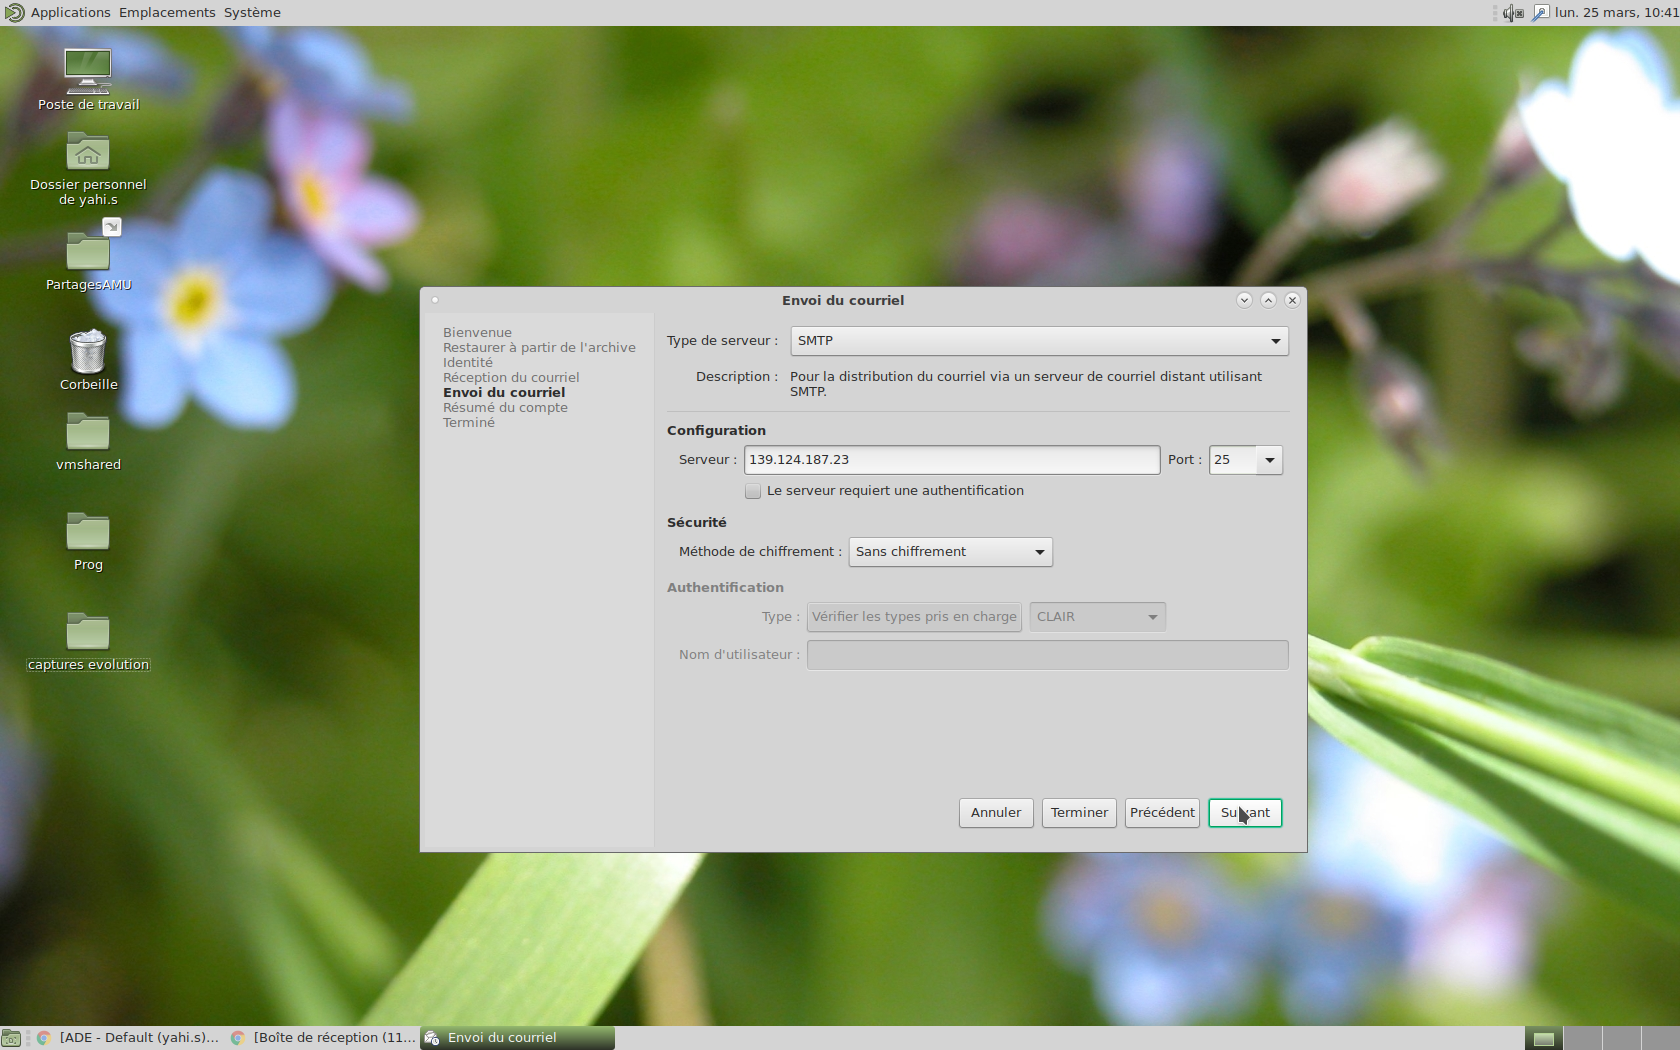 Applications Emplacements Système
lun. 25 mars, 10:41
Poste de travail
Dossier personnel
de yahi.s
PartagesAMU
Corbeille
vmshared
Prog
captures evolution
Envoi du courriel
Bienvenue
Restaurer à partir de l'archive
Identité
Réception du courriel
Envoi du courriel
Résumé du compte
Terminé
Type de serveur : SMTP
Description : Pour la distribution du courriel via un serveur de courriel distant utilisant
SMTP.
Configuration
Serveur : 139.124.187.23 Port : 25
Le serveur requiert une authentification
Sécurité
Méthode de chiffrement : Sans chiffrement
Authentification
Type : Vérifier les types pris en charge CLAIR
Nom d'utilisateur :
Annuler Terminer Précédent Suivant
[ADE - Default (yahi.s)... [Boîte de réception (11... Envoi du courriel